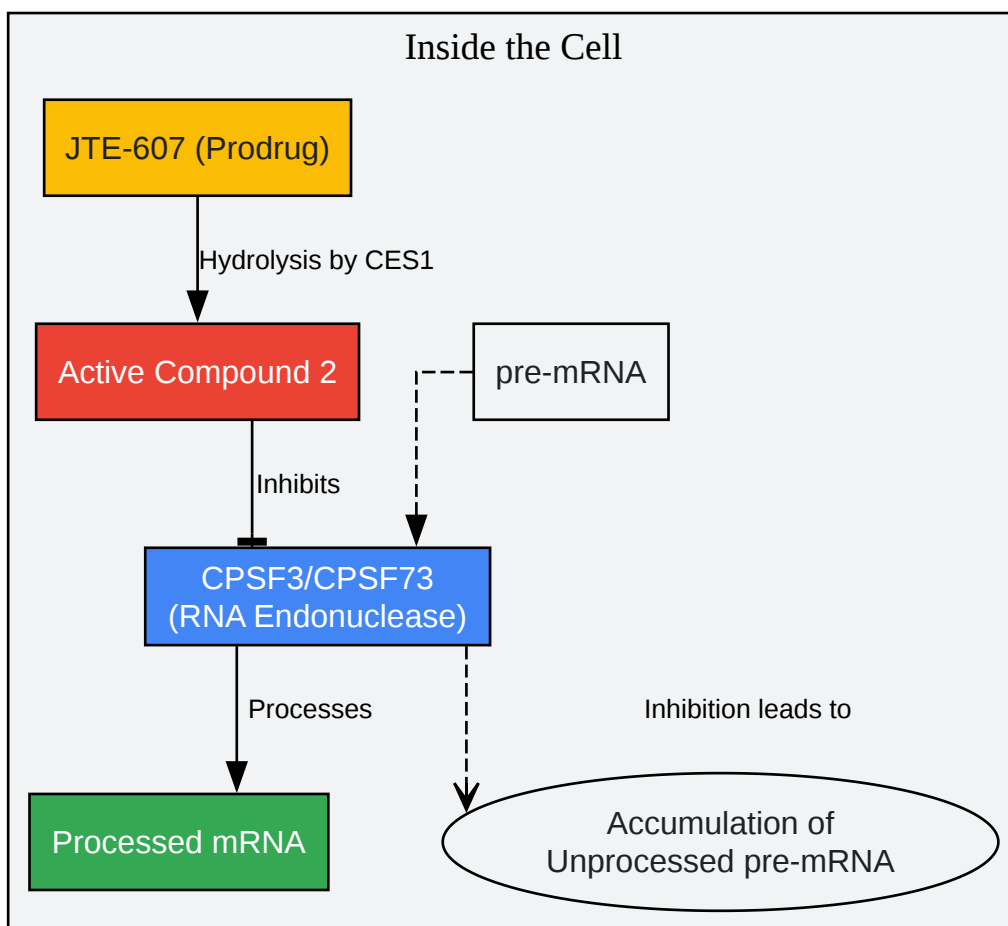 Inside the Cell
JTE-607 (Prodrug)
Hydrolysis by CES1
Active Compound 2
pre-mRNA
Inhibits
CPSF3/CPSF73
(RNA Endonuclease)
Processes
Inhibition leads to
Processed mRNA
Accumulation of
Unprocessed pre-mRNA